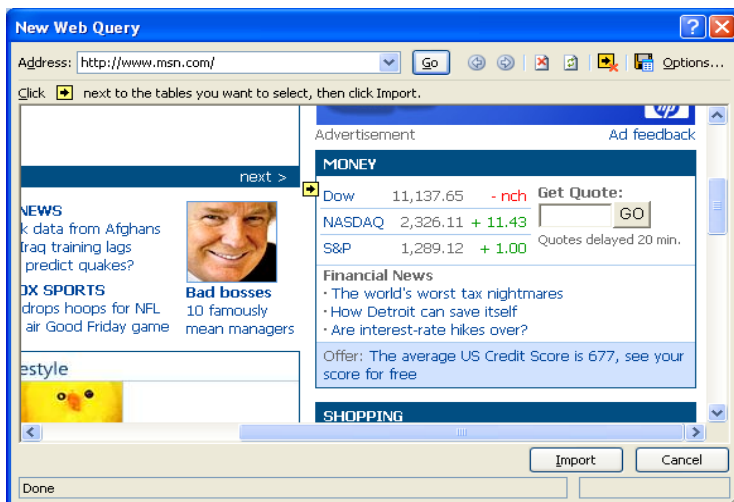 New Web Query
Address: http://www.msn.com/ Go Options...
Click next to the tables you want to select, then click Import.
hp
Advertisement Ad feedback
next >
NEWS
k data from Afghans
Iraq training lags
predict quakes?
OX SPORTS
drops hoops for NFL
air Good Friday game
Bad bosses
10 famously
mean managers
estyle
MONEY
Dow 11,137.65 - nch
NASDAQ 2,326.11 + 11.43
S&P 1,289.12 + 1.00
Get Quote:
GO
Quotes delayed 20 min.
Financial News
· The world's worst tax nightmares
· How Detroit can save itself
· Are interest-rate hikes over?
Offer: The average US Credit Score is 677, see your
score for free
SHOPPING
Import Cancel
Done